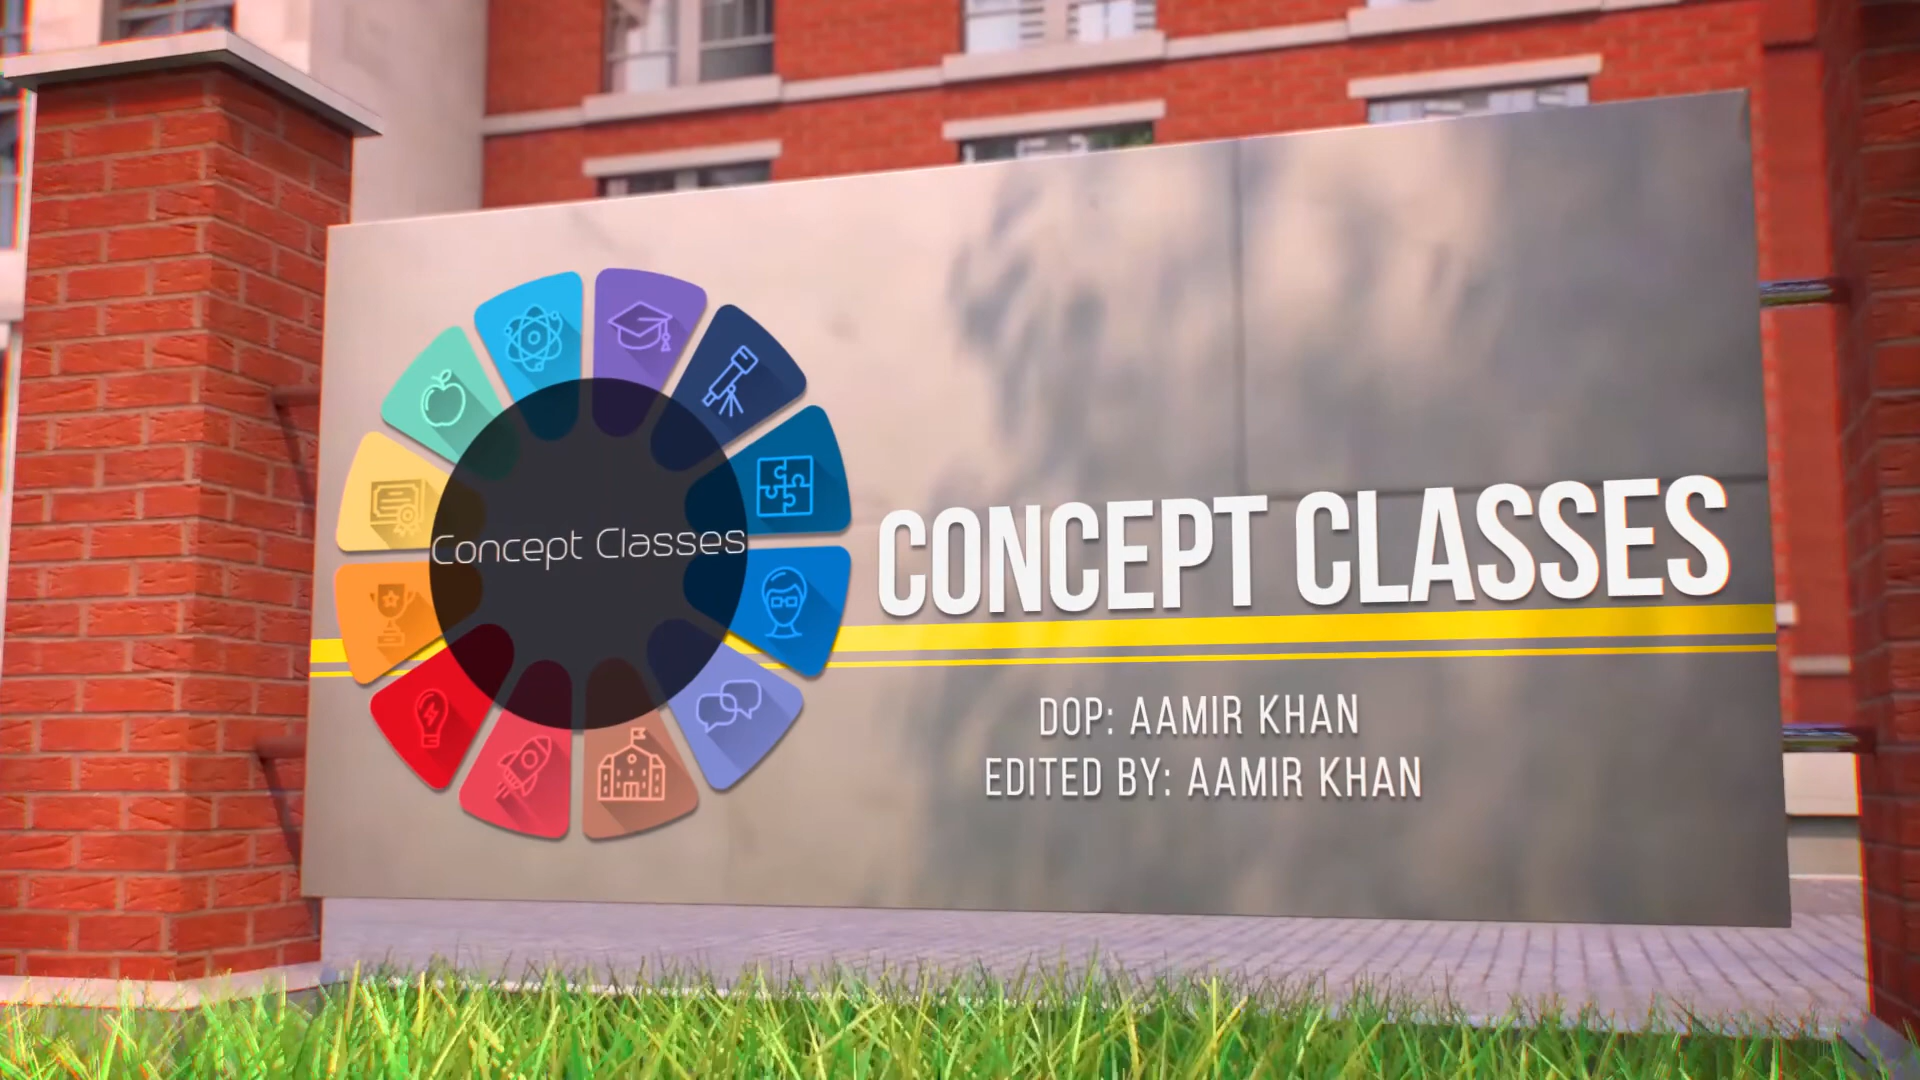 Concept Classes
CONCEPT CLASSES
DOP: AAMIR KHAN
EDITED BY: AAMIR KHAN